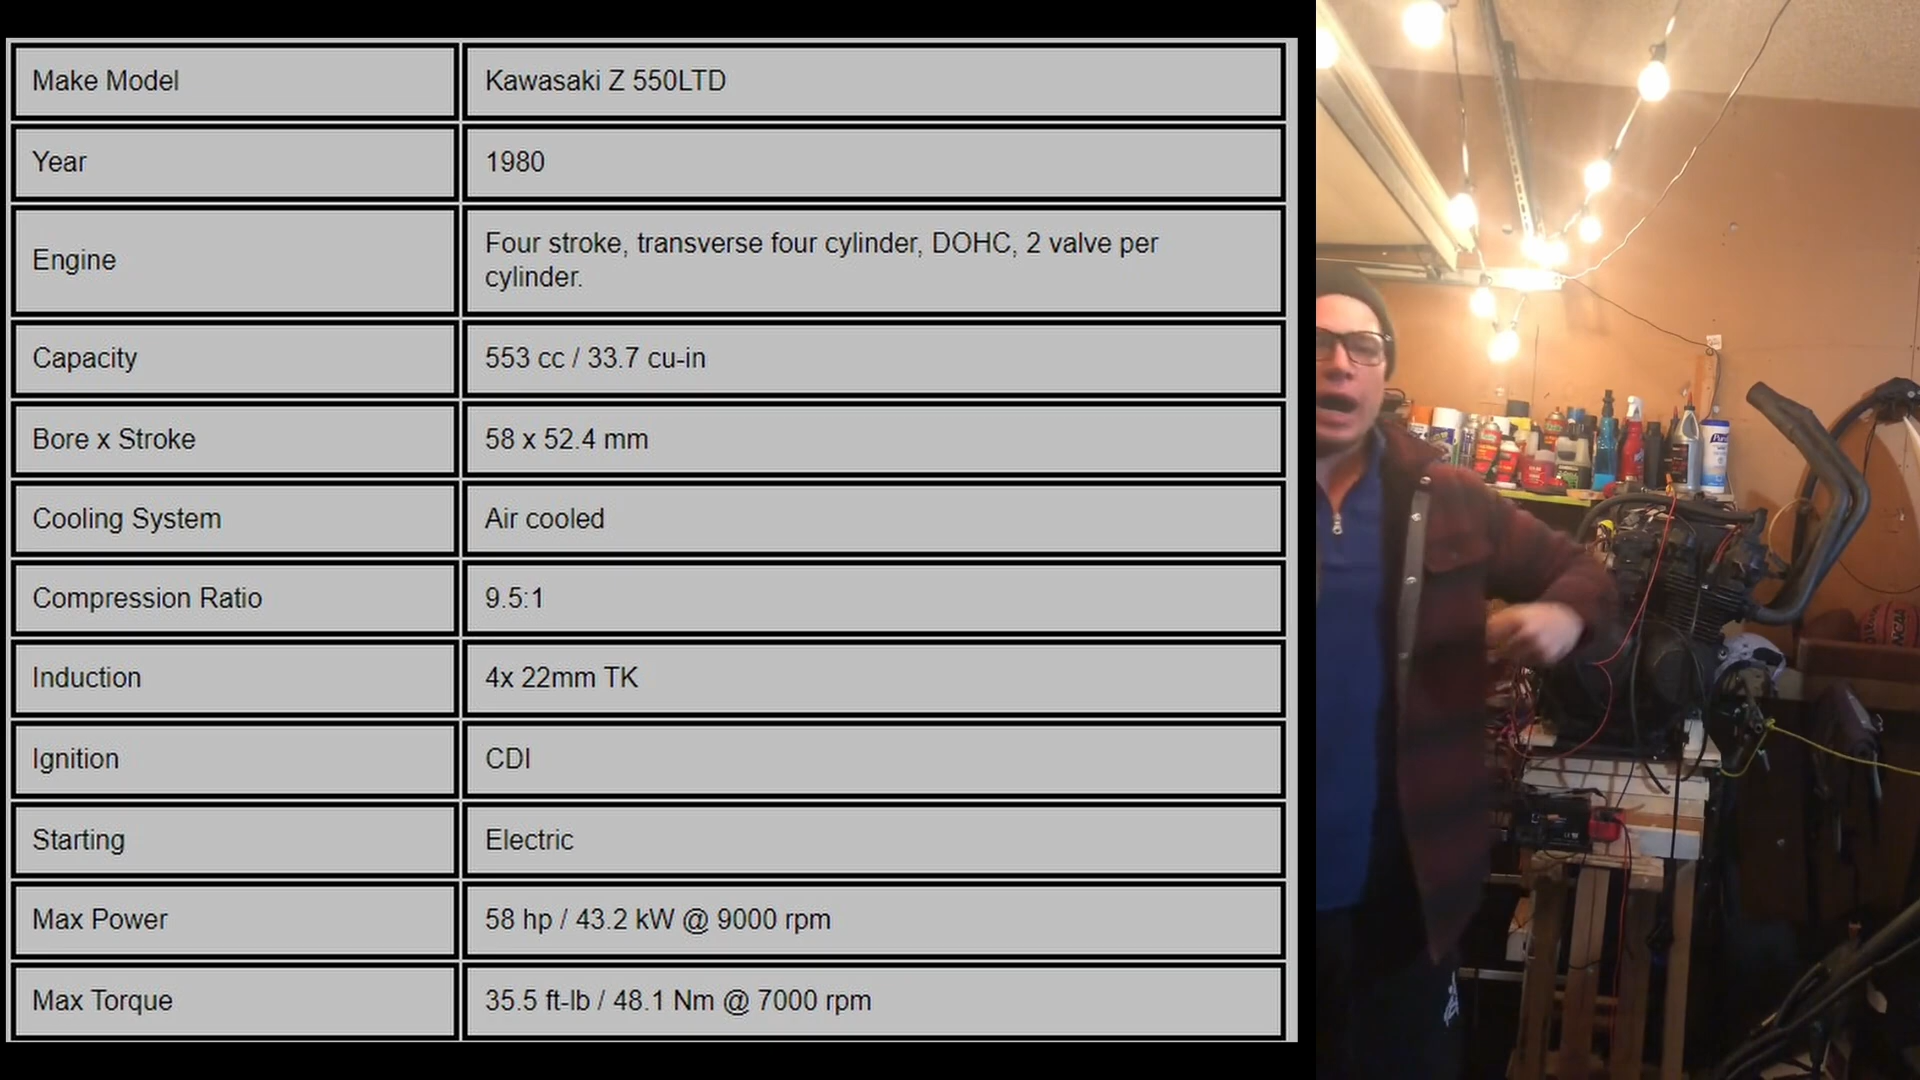 Make Model
Kawasaki Z 550LTD
Year
1980
Engine
Four stroke, transverse four cylinder, DOHC, 2 valve per
cylinder.
Capacity
553 cc / 33.7 cu-in
Bore x Stroke
58 x 52.4 mm
Cooling System
Air cooled
Compression Ratio
9.5:1
Induction
4x 22mm TK
Ignition
CDI
Starting
Electric
Max Power
58 hp / 43.2 kW @ 9000 rpm
Max Torque
35.5 ft-lb / 48.1 Nm @ 7000 rpm